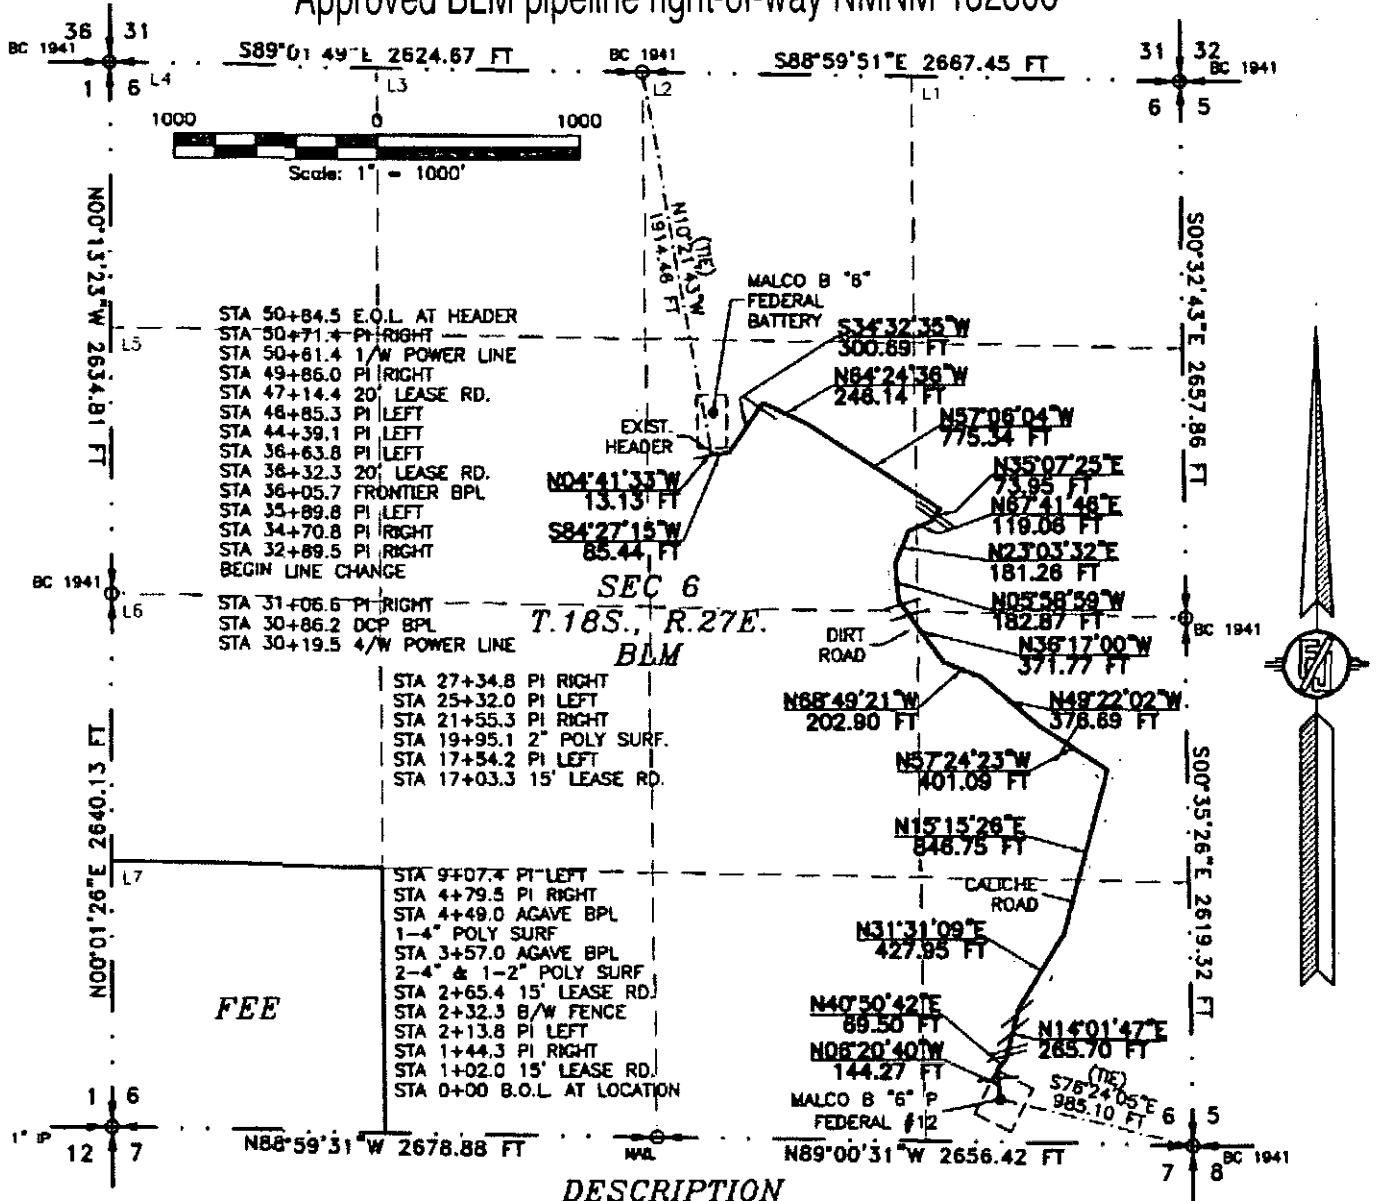 Approved BLM pipeline right-of-way NMNM 132806
36 31
BC 1941
1 6
L4
S89°01'49"E 2624.67 FT
L3
BC 1941
L2
S88°59'51"E 2667.45 FT
L1
31 32
BC 1941
6 5
1000 0 1000
Scale: 1" = 1000'
N00°13'23"W 2634.81 FT
(TIE)
N10°21'43"W
1914.46 FT
S00°32'43"E 2657.86 FT
MALCO B "6"
FEDERAL
BATTERY
STA 50+84.5 E.O.L. AT HEADER
STA 50+71.4 PI RIGHT
STA 50+61.4 1/W POWER LINE
STA 49+86.0 PI RIGHT
STA 47+14.4 20' LEASE RD.
STA 46+85.3 PI LEFT
STA 44+39.1 PI LEFT
STA 36+63.8 PI LEFT
STA 36+32.3 20' LEASE RD.
STA 36+05.7 FRONTIER BPL
STA 35+89.8 PI LEFT
STA 34+70.8 PI RIGHT
STA 32+89.5 PI RIGHT
BEGIN LINE CHANGE
STA 31+06.6 PI RIGHT
STA 30+86.2 DCP BPL
STA 30+19.5 4/W POWER LINE
L5
S34°32'35"W
300.69 FT
N64°24'36"W
246.14 FT
N57°06'04"W
775.34 FT
EXIST.
HEADER
N35°07'25"E
73.95 FT
N04°41'33"W
13.13 FT
N67°41'46"E
119.06 FT
S84°27'15"W
85.44 FT
N23°03'32"E
181.26 FT
BC 1941
L6
SEC 6
T.18S., R.27E.
BLM
N05°58'59"W
182.87 FT
BC 1941
DIRT
ROAD
N36°17'00"W
371.77 FT
STA 27+34.8 PI RIGHT
STA 25+32.0 PI LEFT
STA 21+55.3 PI RIGHT
STA 19+95.1 2" POLY SURF.
STA 17+54.2 PI LEFT
STA 17+03.3 15' LEASE RD.
N68°49'21"W
202.90 FT
N49°22'02"W
376.69 FT
N57°24'23"W
401.09 FT
N00°01'26"E 2640.13 FT
S00°35'26"E 2619.32 FT
N15°15'26"E
846.75 FT
L7
STA 9+07.4 PI LEFT
STA 4+79.5 PI RIGHT
STA 4+49.0 AGAVE BPL
1-4" POLY SURF
STA 3+57.0 AGAVE BPL
2-4" & 1-2" POLY SURF
STA 2+65.4 15' LEASE RD.
STA 2+32.3 B/W FENCE
STA 2+13.8 PI LEFT
STA 1+44.3 PI RIGHT
STA 1+02.0 15' LEASE RD.
STA 0+00 B.O.L. AT LOCATION
CALICHE
ROAD
N31°31'09"E
427.95 FT
FEE
N40°50'42"E
69.50 FT
N14°01'47"E
265.70 FT
N06°20'40"W
144.27 FT
(TIE)
S76°24'05"E
985.10 FT
MALCO B "6" P
FEDERAL #12
1 6
1" IP
12 7
N88°59'31"W 2678.88 FT
NAIL
N89°00'31"W 2656.42 FT
6 5
BC 1941
7 8
DESCRIPTION